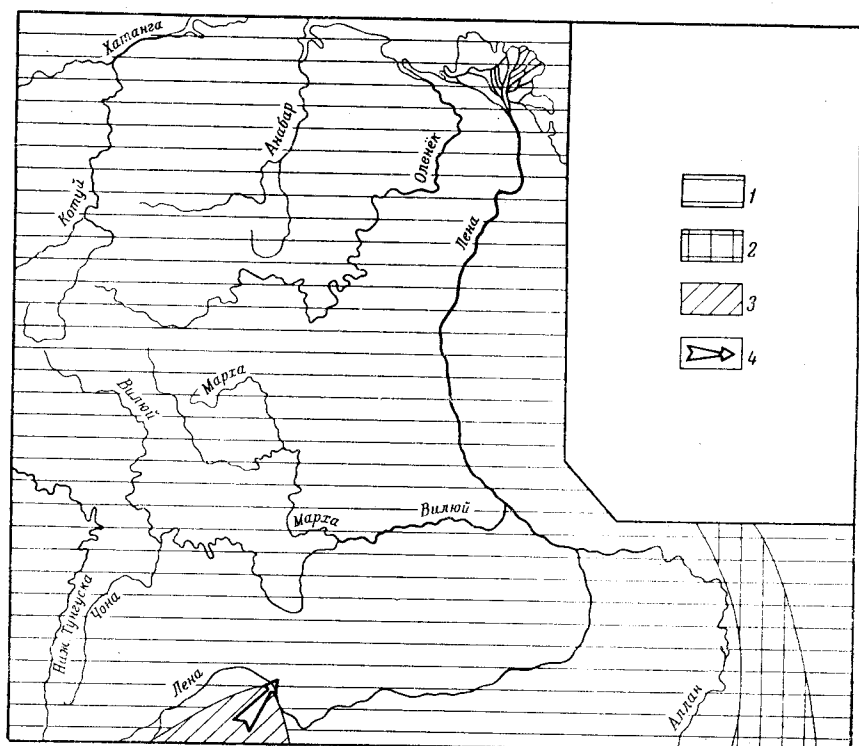 Хатанга
Анабар
Оленёк
Котуй
Лена
1
2
3
4
Марха
Вилюй
Марха
Вилюй
Ниж. Тунгуска
Чона
Лена
Алдан